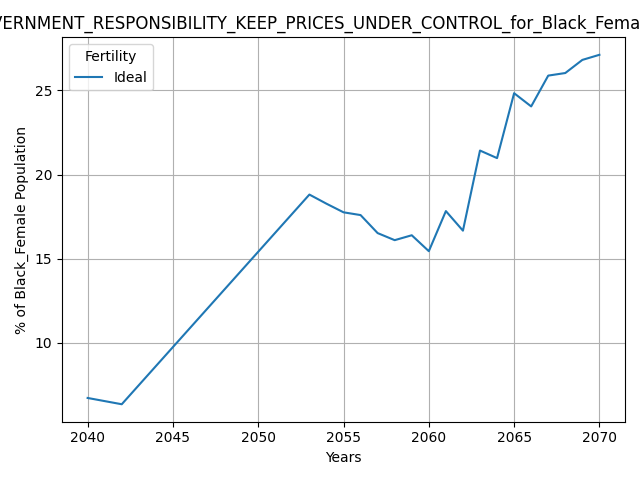 VERNMENT_RESPONSIBILITY_KEEP_PRICES_UNDER_CONTROL_for_Black_Fema
Fertility
Ideal
% of Black_Female Population
25
20
15
10
2040 2045 2050 2055 2060 2065 2070
Years